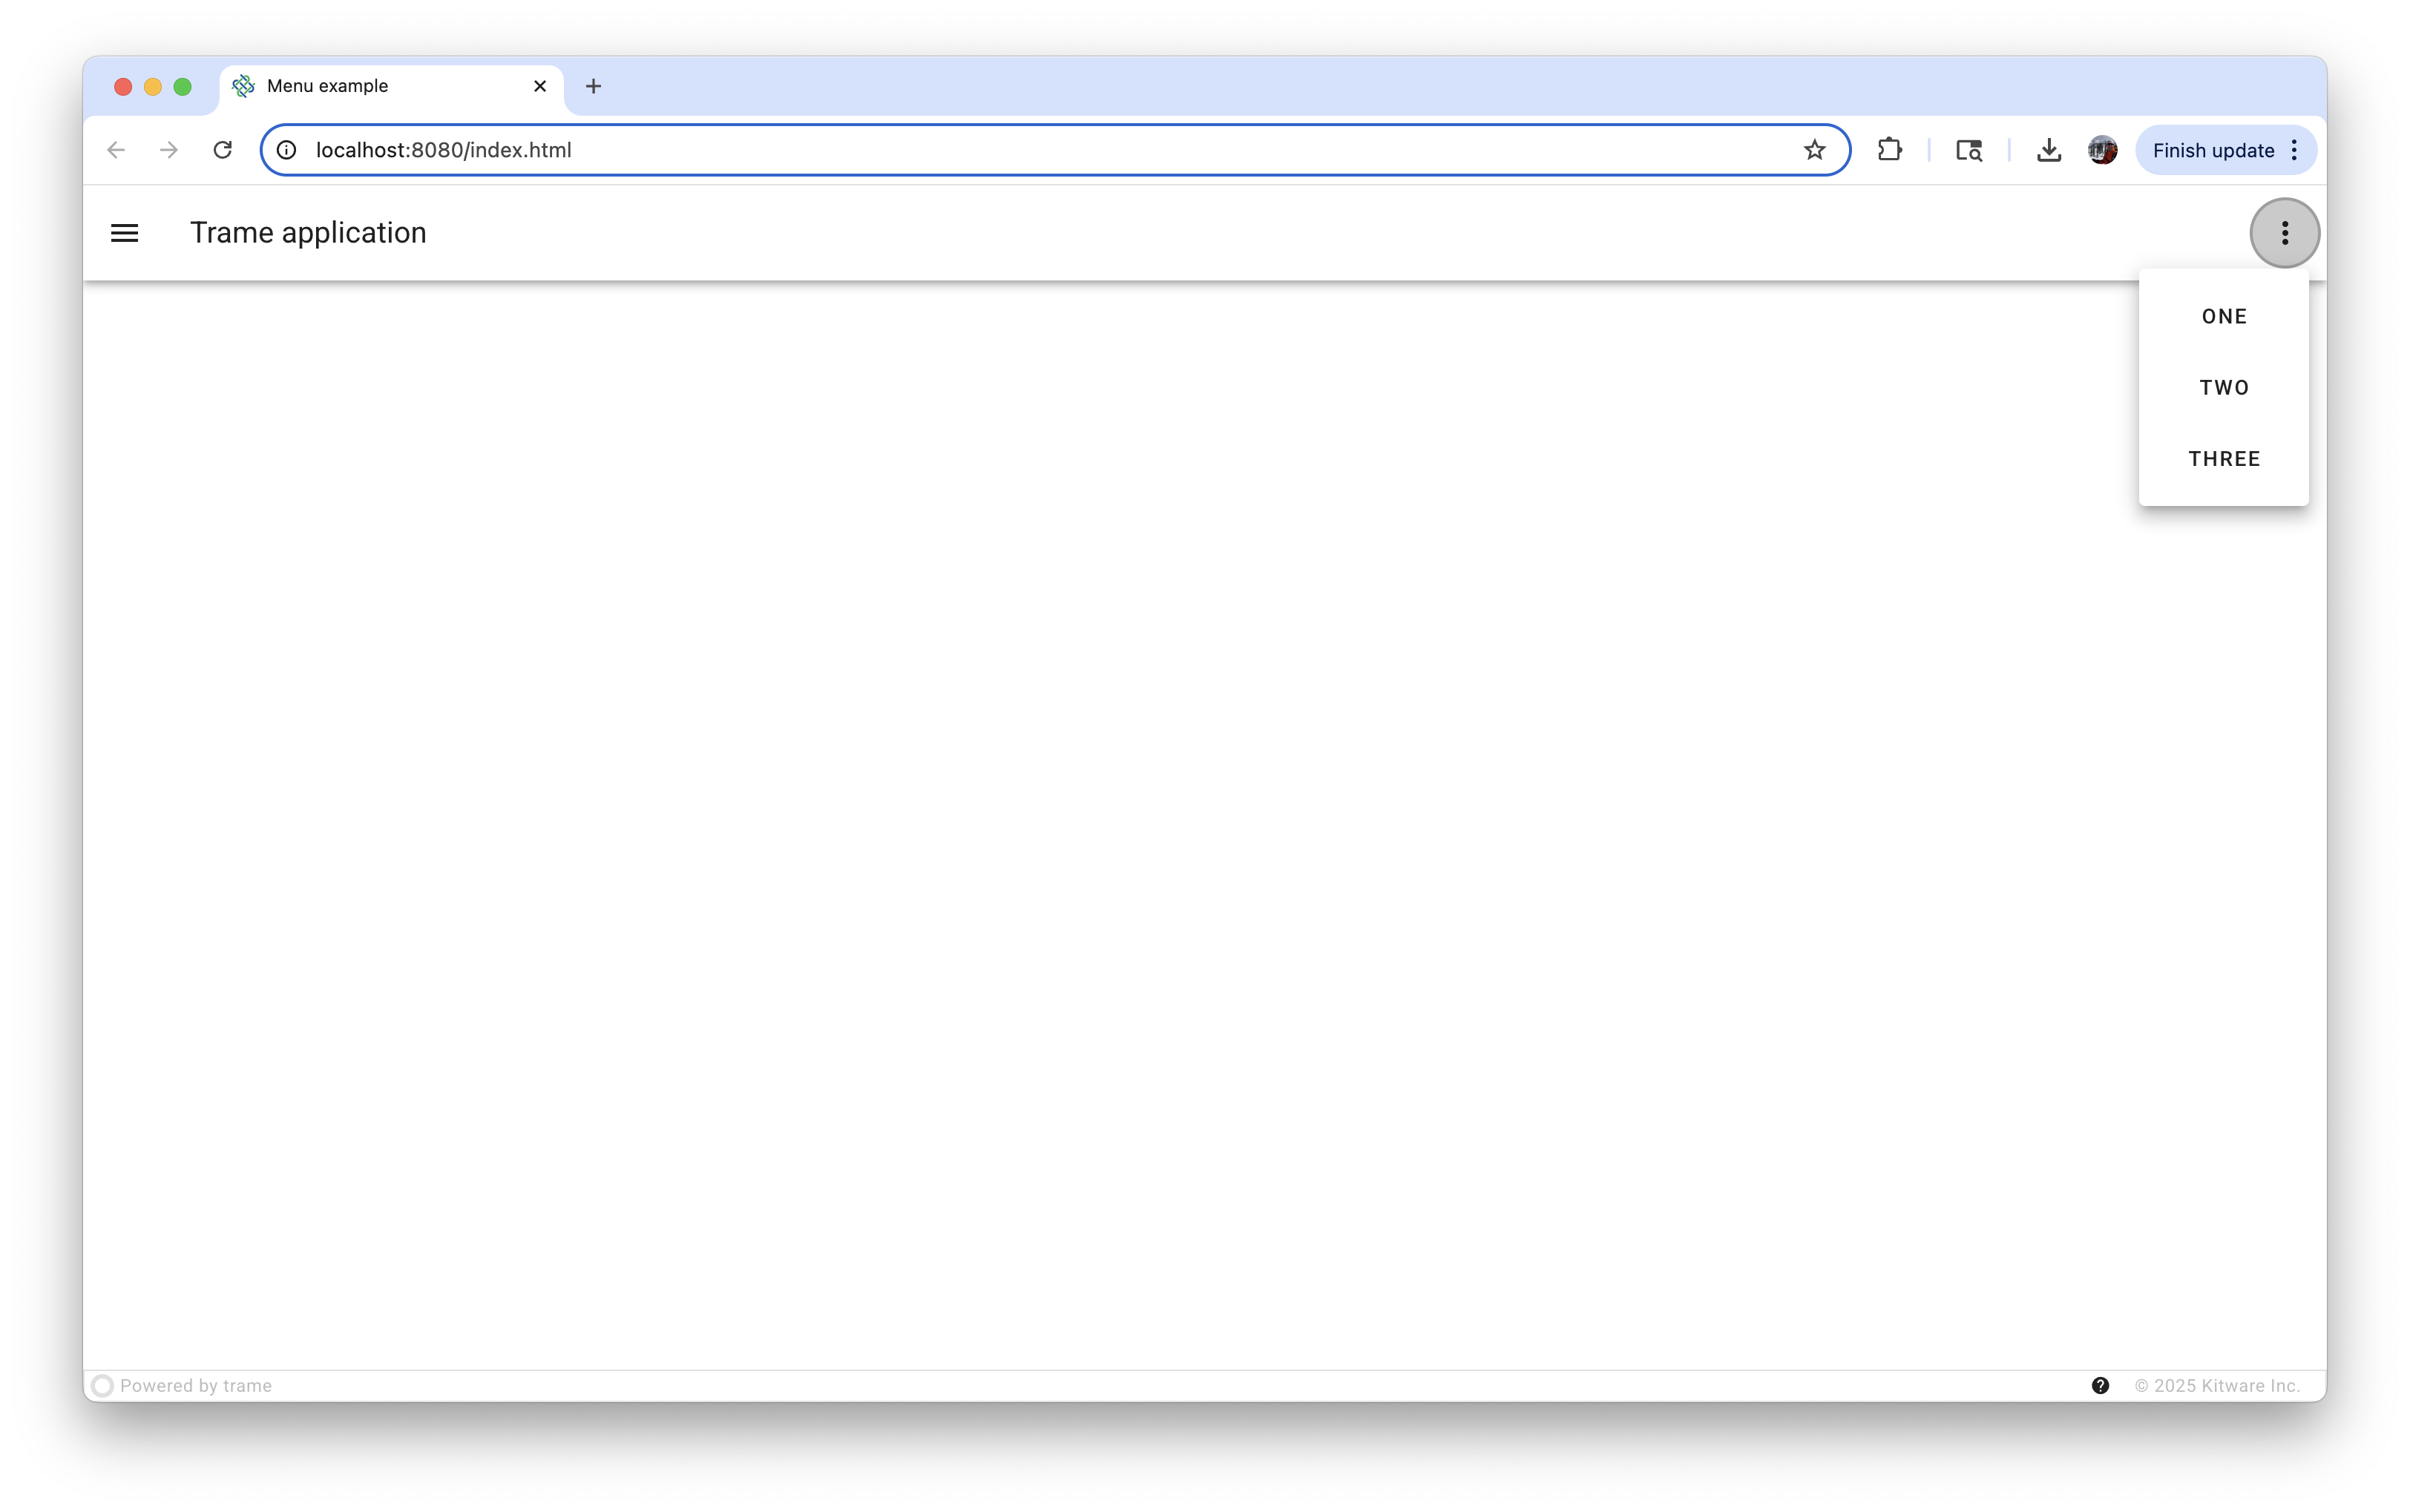 Menu example
localhost:8080/index.html
Finish update
Trame application
ONE
TWO
THREE
Powered by trame
© 2025 Kitware Inc.